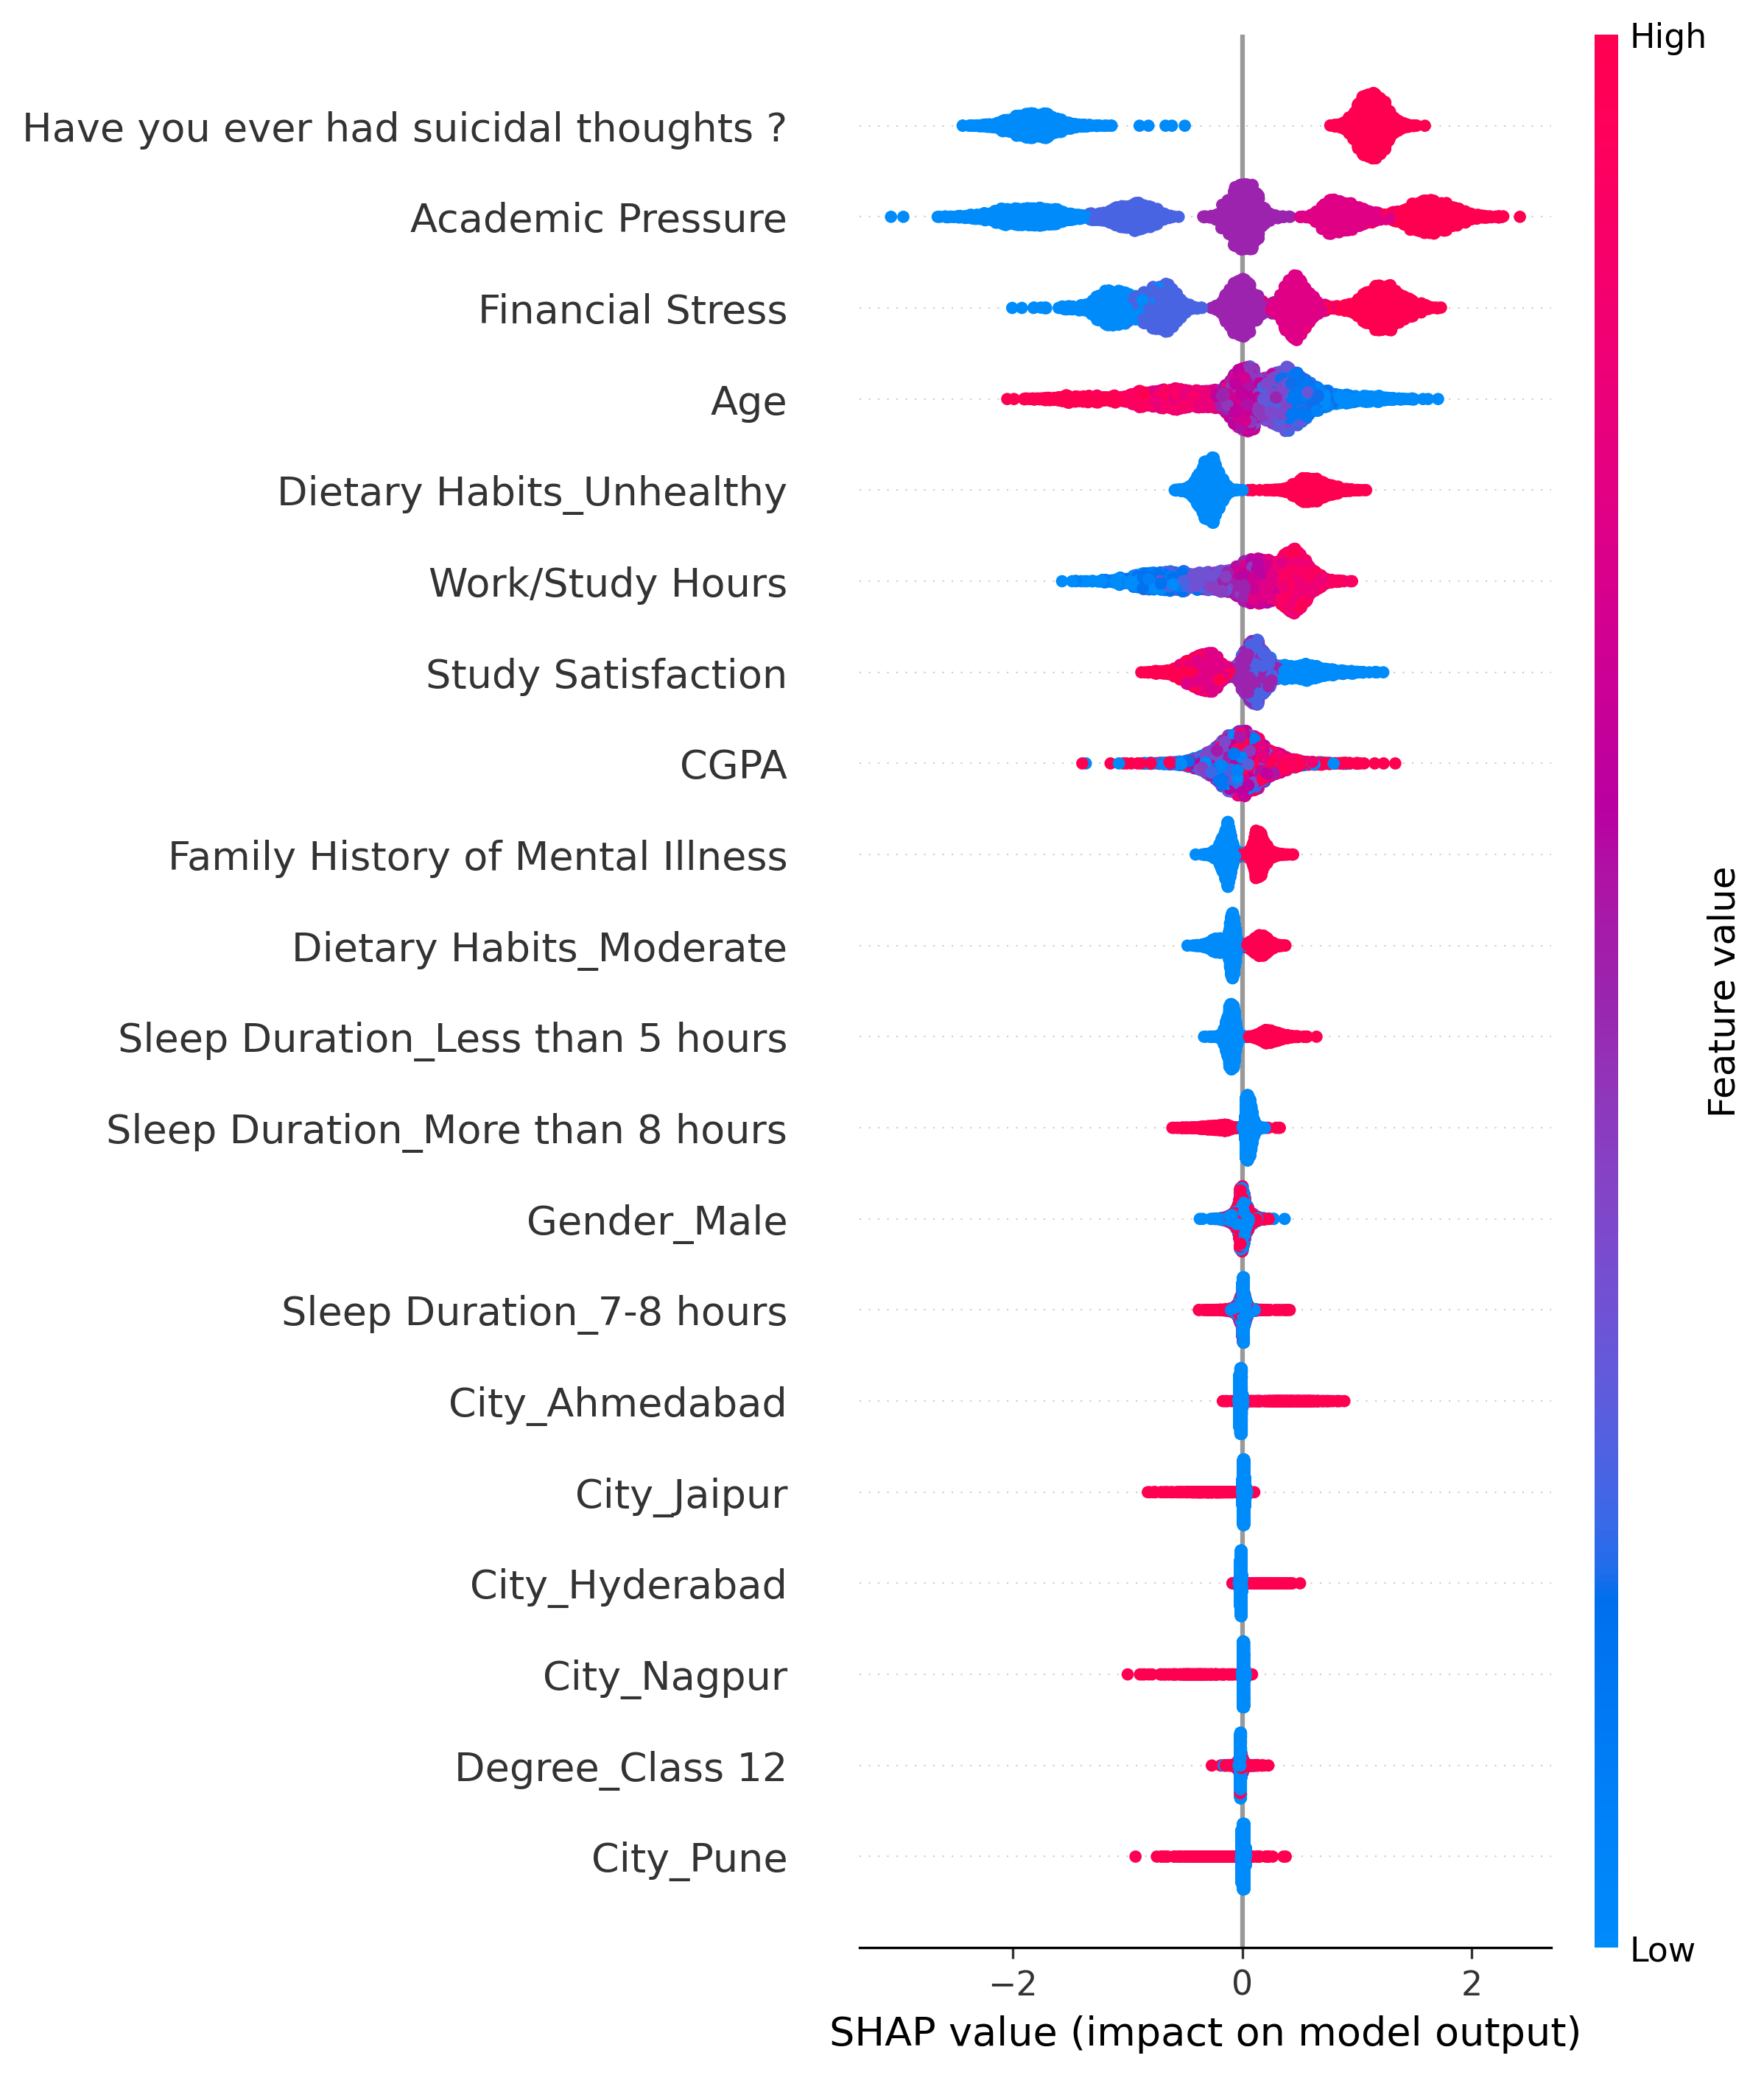 High
Have you ever had suicidal thoughts ?
Academic Pressure
Financial Stress
Age
Dietary Habits_Unhealthy
Work/Study Hours
Study Satisfaction
CGPA
Family History of Mental Illness
Dietary Habits_Moderate
Sleep Duration_Less than 5 hours
Sleep Duration_More than 8 hours
Gender_Male
Sleep Duration_7-8 hours
City_Ahmedabad
City_Jaipur
City_Hyderabad
City_Nagpur
Degree_Class 12
City_Pune
Feature value
Low
−2 0 2
SHAP value (impact on model output)